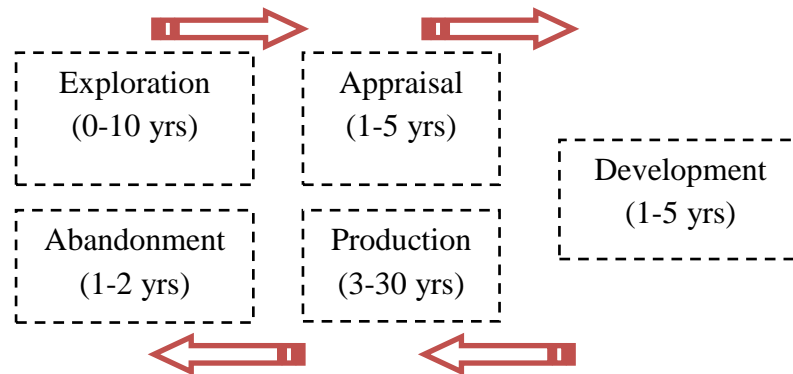 Exploration
(0-10 yrs)
Appraisal
(1-5 yrs)
Development
(1-5 yrs)
Abandonment
(1-2 yrs)
Production
(3-30 yrs)